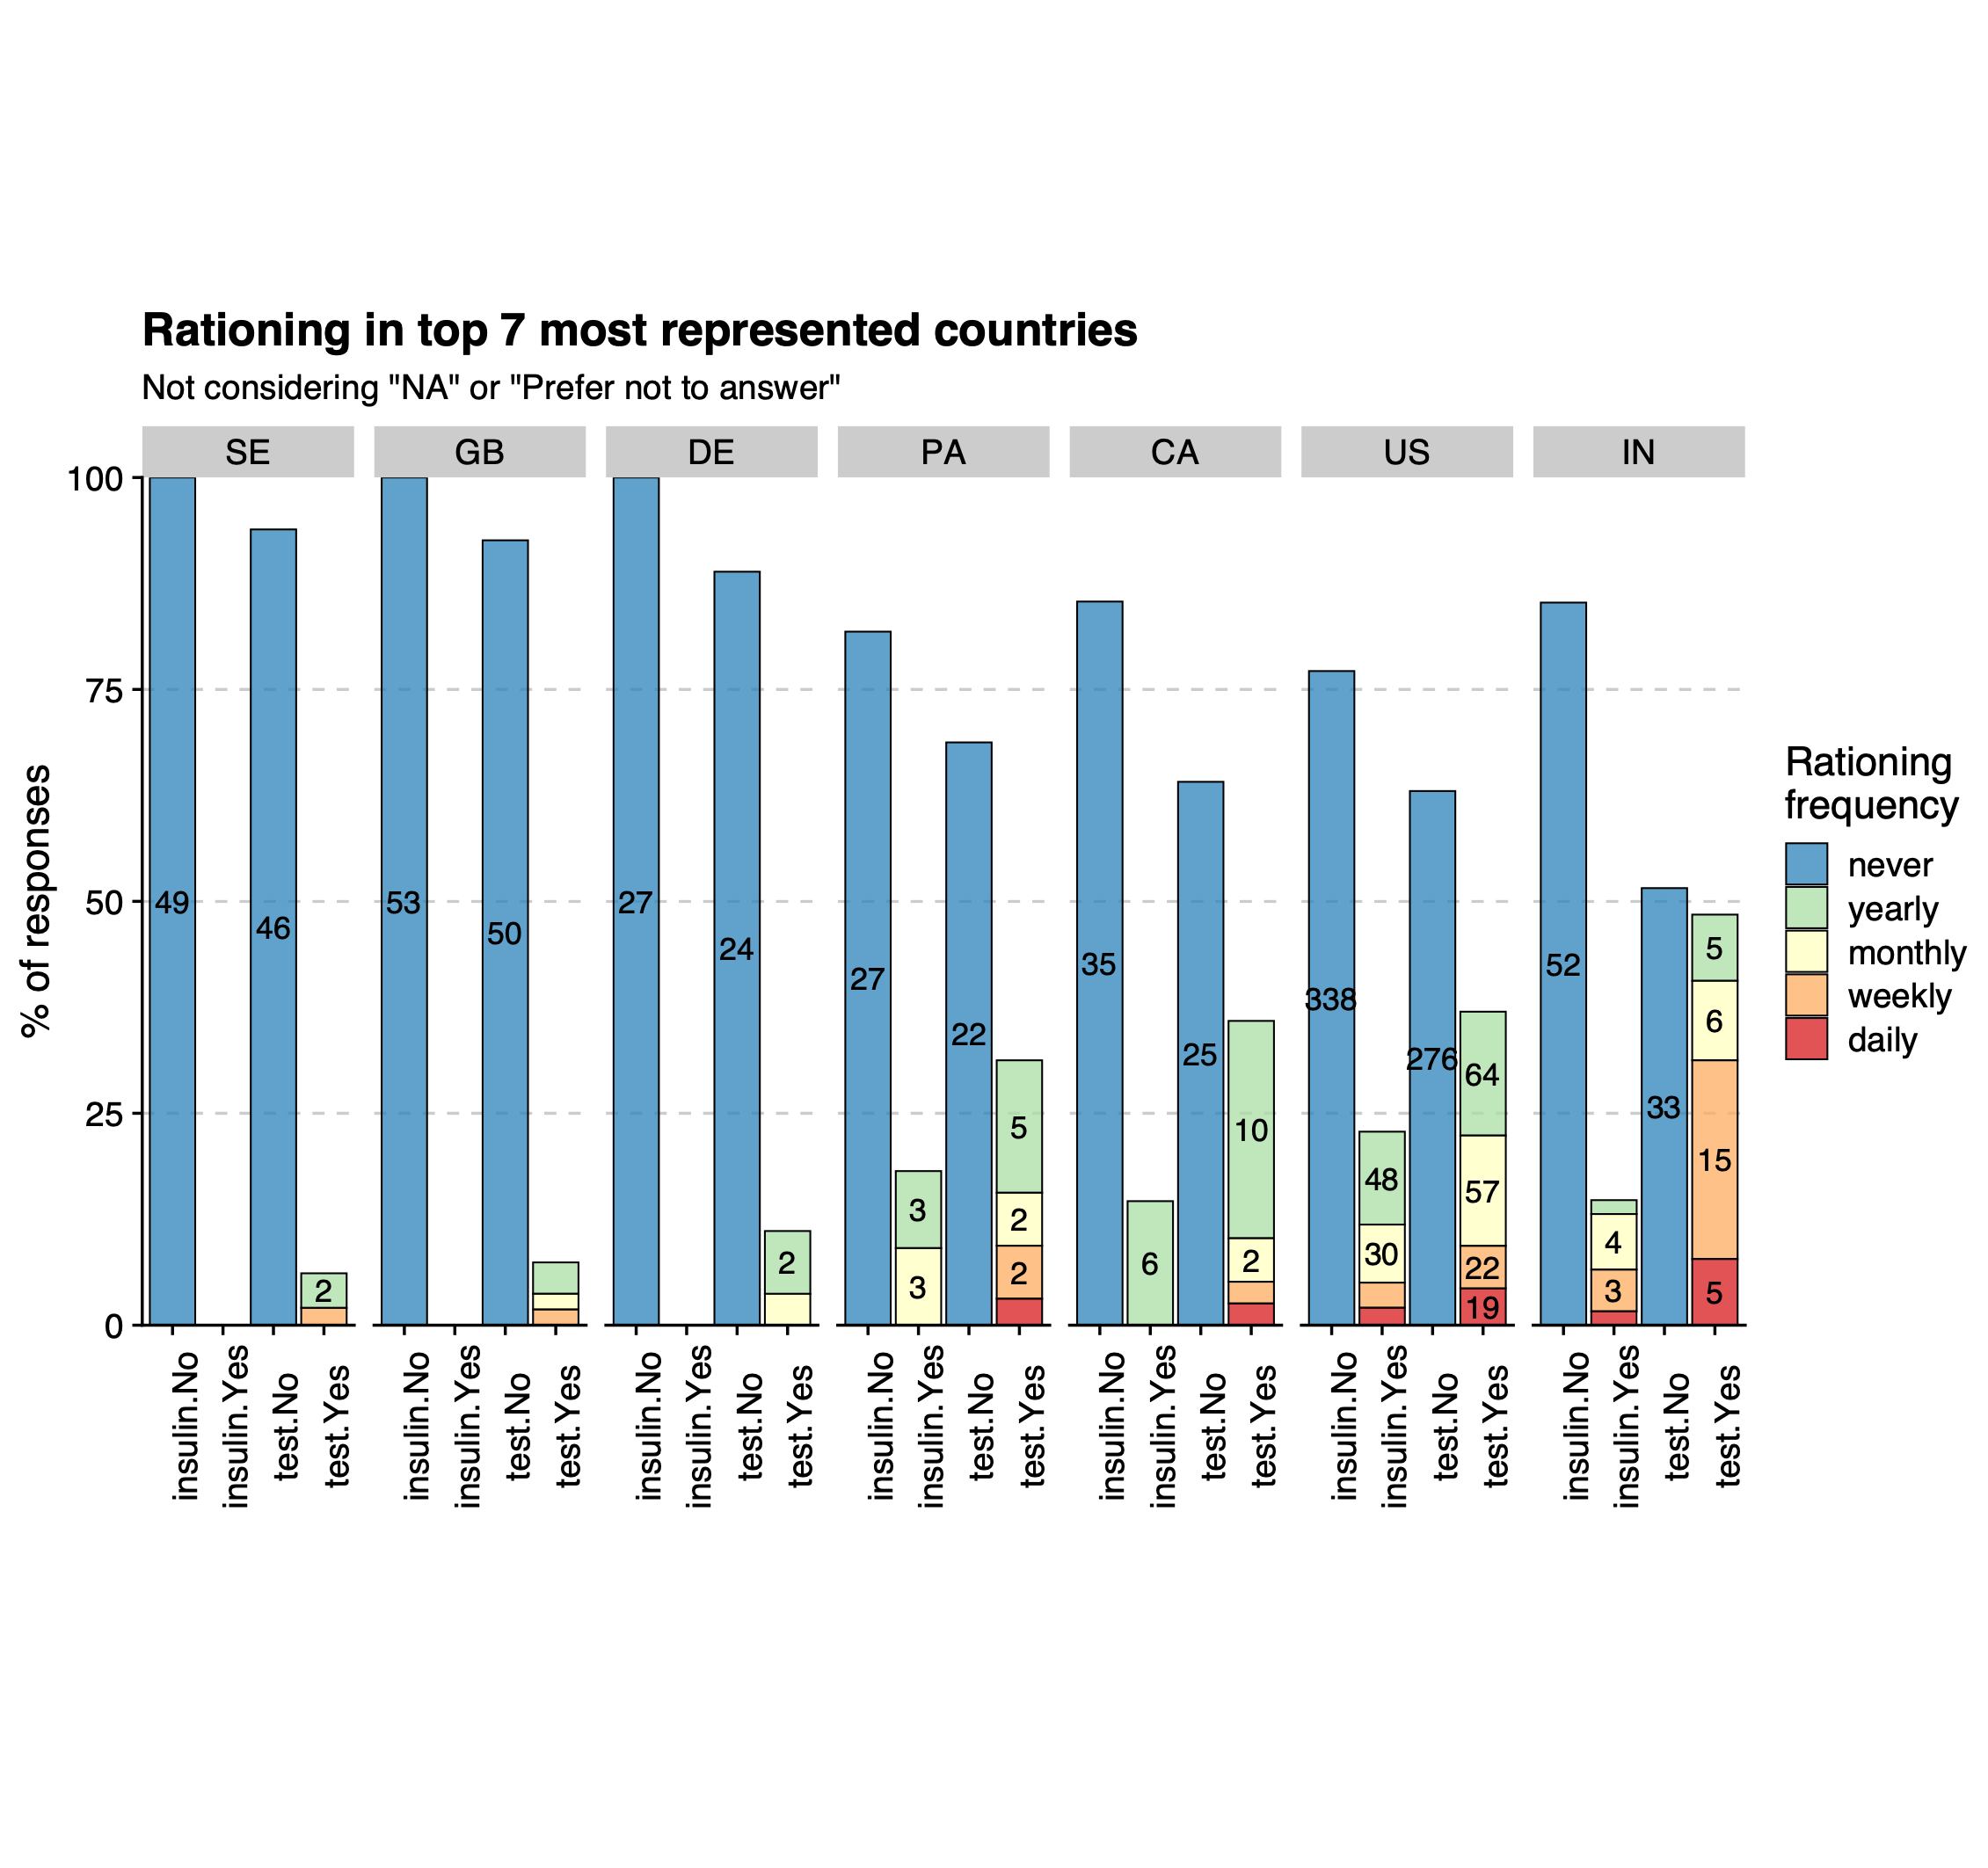 Rationing in top 7 most represented countries
Not considering "NA" or "Prefer not to answer"
SE GB DE PA CA US IN
% of responses
100
75
50
25
0
49 46 2
53 50
27 24 2
27 3 3 22 5 2 2
35 6 25 10 2
338 48 30 276 64 57 22 19
52 4 3 33 5 6 15 5
insulin.No insulin.Yes test.No test.Yes
insulin.No insulin.Yes test.No test.Yes
insulin.No insulin.Yes test.No test.Yes
insulin.No insulin.Yes test.No test.Yes
insulin.No insulin.Yes test.No test.Yes
insulin.No insulin.Yes test.No test.Yes
insulin.No insulin.Yes test.No test.Yes
Rationing
frequency
never
yearly
monthly
weekly
daily